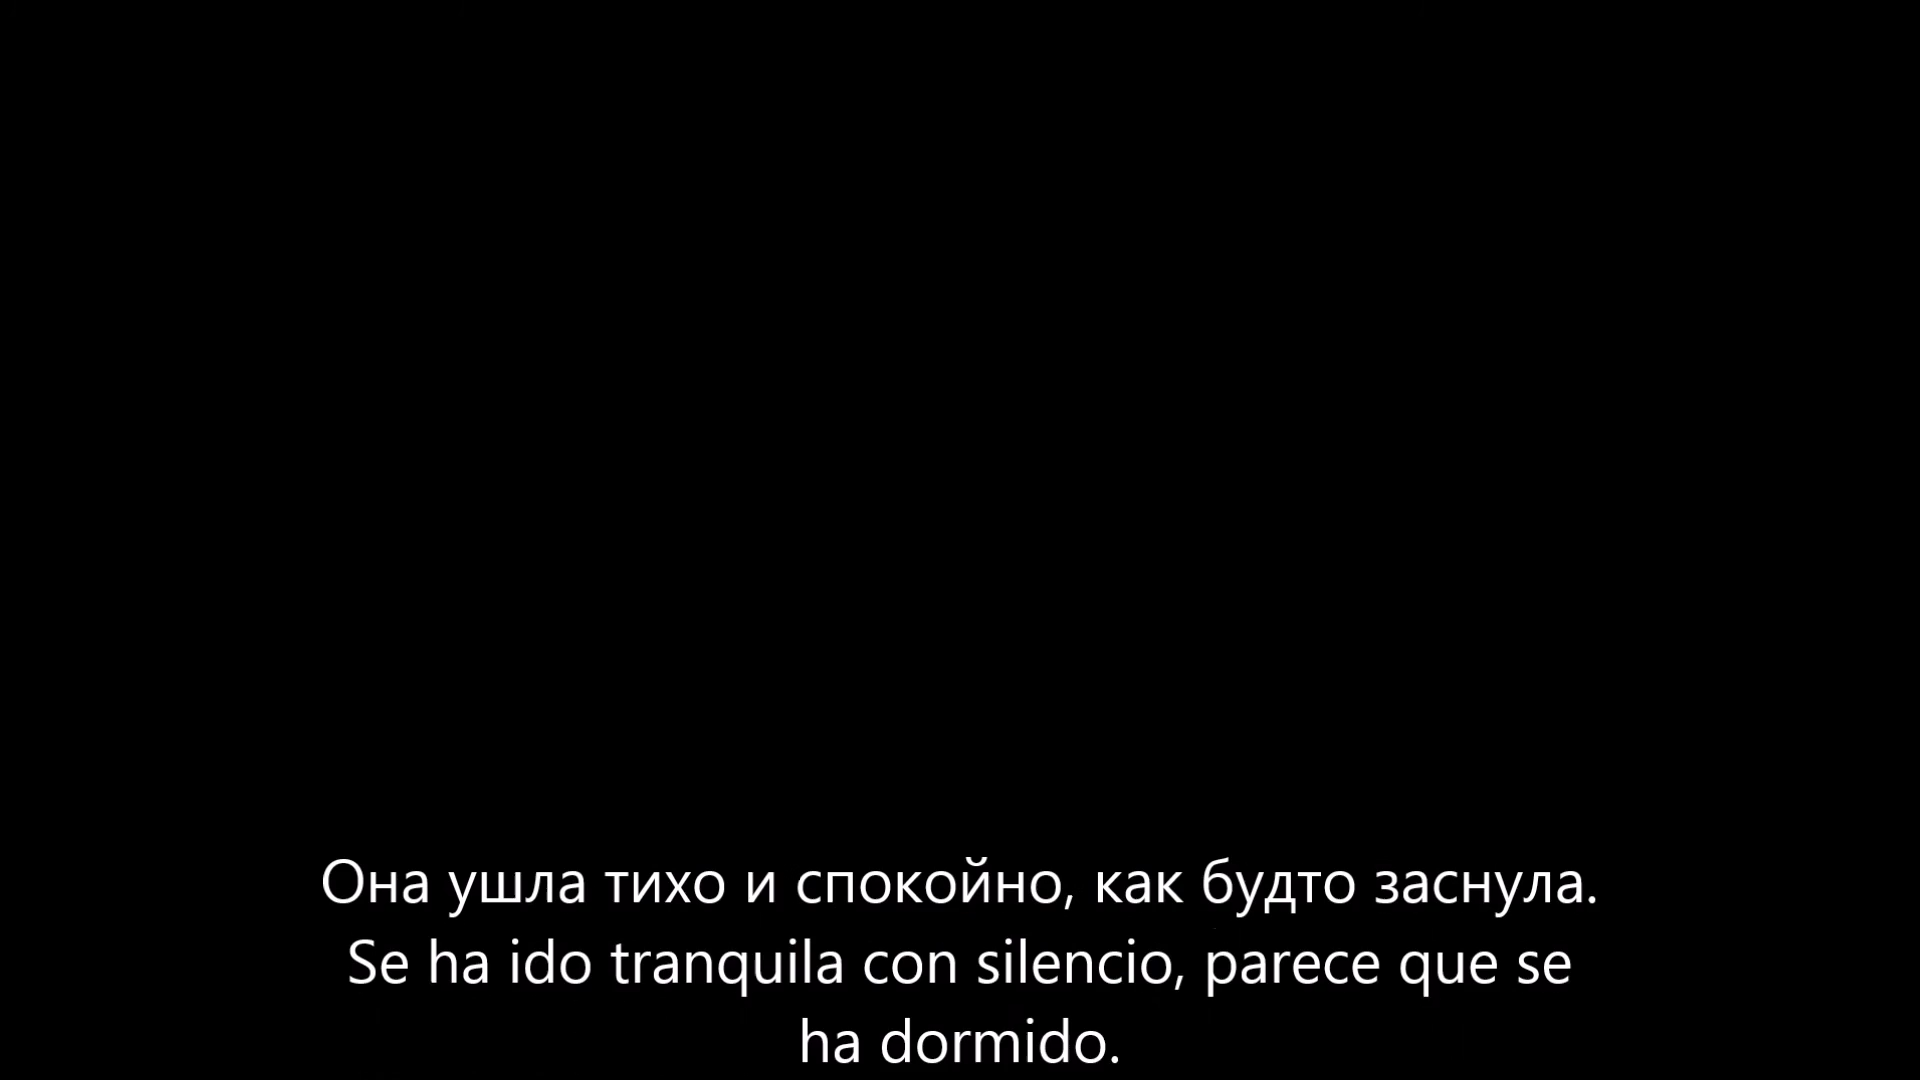 Она ушла тихо и спокойно, как будто заснула.
Se ha ido tranquila con silencio, parece que se
ha dormido.